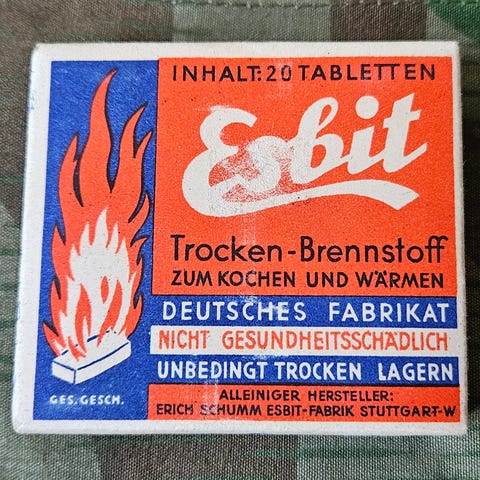 INHALT: 20 TABLETTEN
Esbit
Trocken-Brennstoff
ZUM KOCHEN UND WÄRMEN
DEUTSCHES FABRIKAT
NICHT GESUNDHEITSSCHÄDLICH
UNBEDINGT TROCKEN LAGERN
GES. GESCH.
ALLEINIGER HERSTELLER:
ERICH SCHUMM ESBIT-FABRIK STUTTGART-W